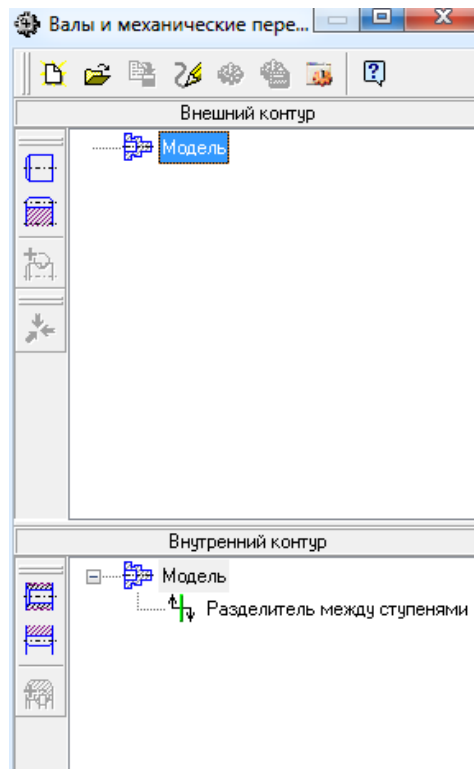 Валы и механические пере...
Внешний контур
Модель
Внутренний контур
Модель
Разделитель между ступенями